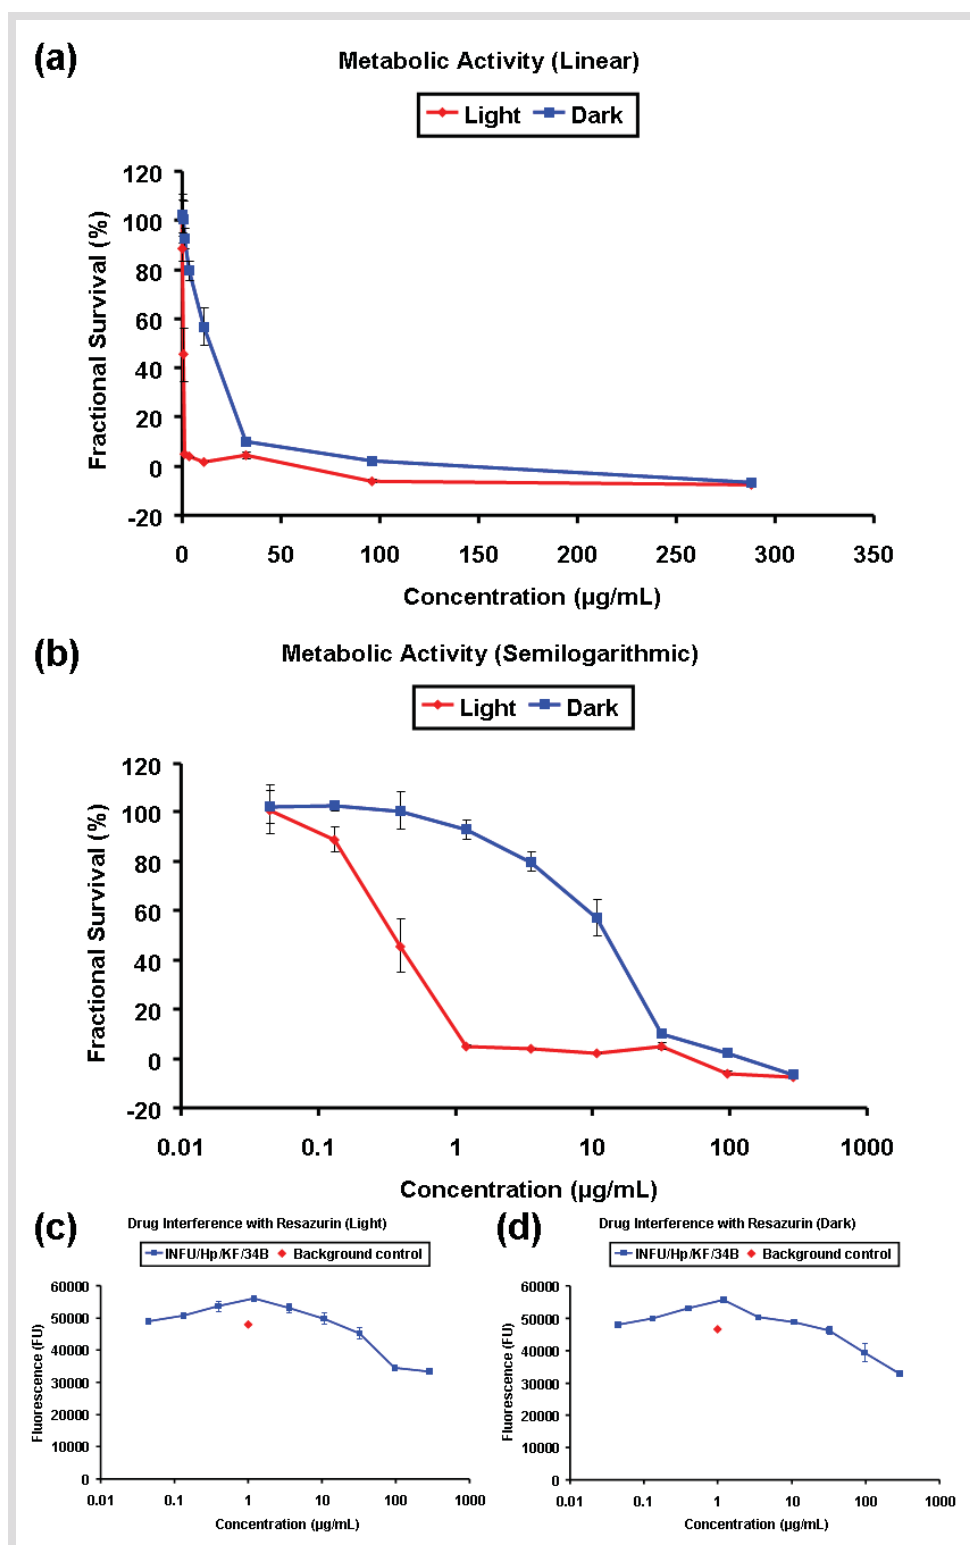 (a)
Metabolic Activity (Linear)
Light Dark
120
100
80
60
40
20
0
-20
Fractional Survival (%)
0 50 100 150 200 250 300 350
Concentration (µg/mL)
(b)
Metabolic Activity (Semilogarithmic)
Light Dark
120
100
80
60
40
20
0
-20
Fractional Survival (%)
0.01 0.1 1 10 100 1000
Concentration (µg/mL)
(c)
Drug Interference with Resazurin (Light)
INFU/Hp/KF/34B Background control
60000
50000
40000
30000
20000
10000
0
Fluorescence (FU)
0.01 0.1 1 10 100 1000
Concentration (µg/mL)
(d)
Drug Interference with Resazurin (Dark)
INFU/Hp/KF/34B Background control
60000
50000
40000
30000
20000
10000
0
Fluorescence (FU)
0.01 0.1 1 10 100 1000
Concentration (µg/mL)